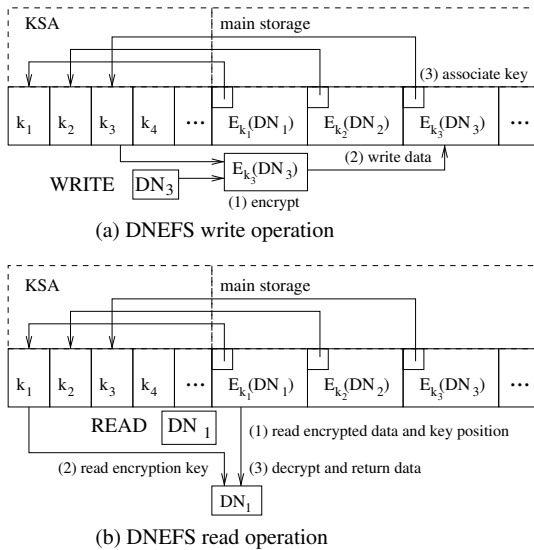 KSA main storage
(3) associate key
k1 k2 k3 k4 ... Ek1(DN1) Ek2(DN2) Ek3(DN3) ...
(2) write data
WRITE DN3 Ek3(DN3)
(1) encrypt
(a) DNEFS write operation
KSA main storage
k1 k2 k3 k4 ... Ek1(DN1) Ek2(DN2) Ek3(DN3) ...
READ DN1 (1) read encrypted data and key position
(2) read encryption key (3) decrypt and return data
DN1
(b) DNEFS read operation